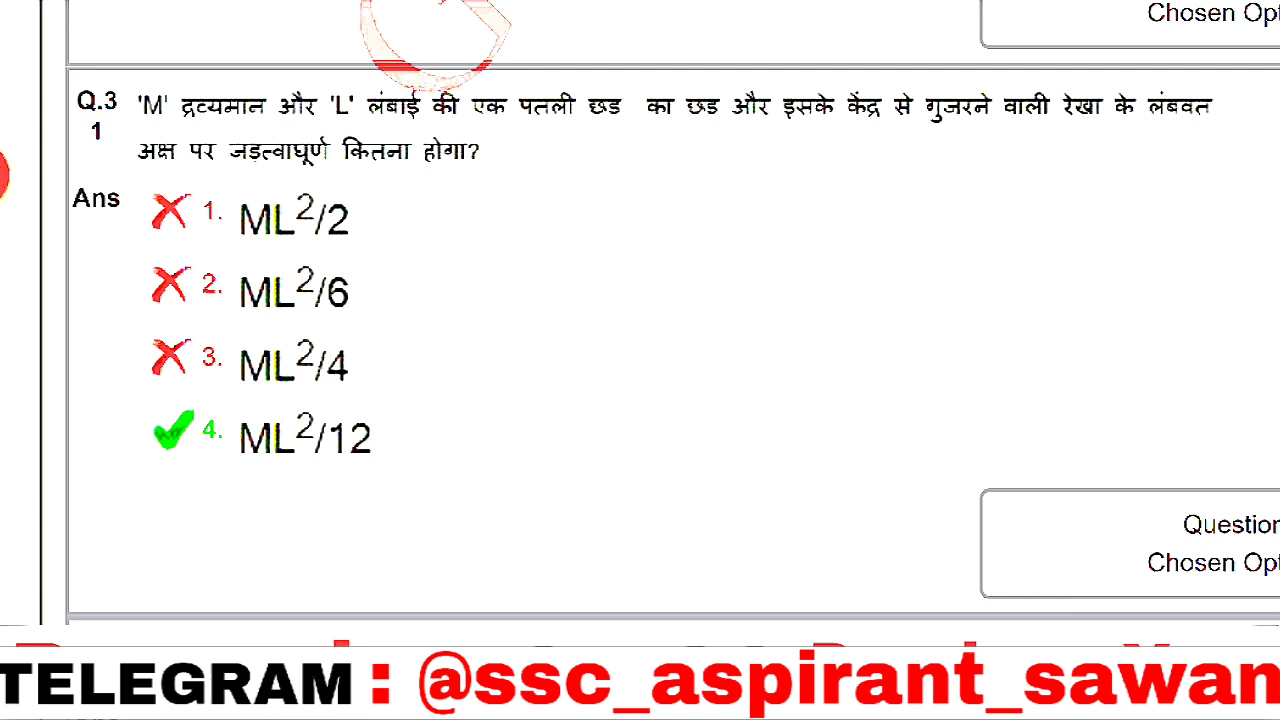 Chosen Opt
Q.3 'M' द्रव्यमान और 'L' लंबाई की एक पतली छड का छड और इसके केंद्र से गुजरने वाली रेखा के लंबवत
1
अक्ष पर जड़त्वाघूर्ण कितना होगा?
Ans
1. ML²/2
2. ML²/6
3. ML²/4
4. ML²/12
Question
Chosen Opt
TELEGRAM : @ssc_aspirant_sawan